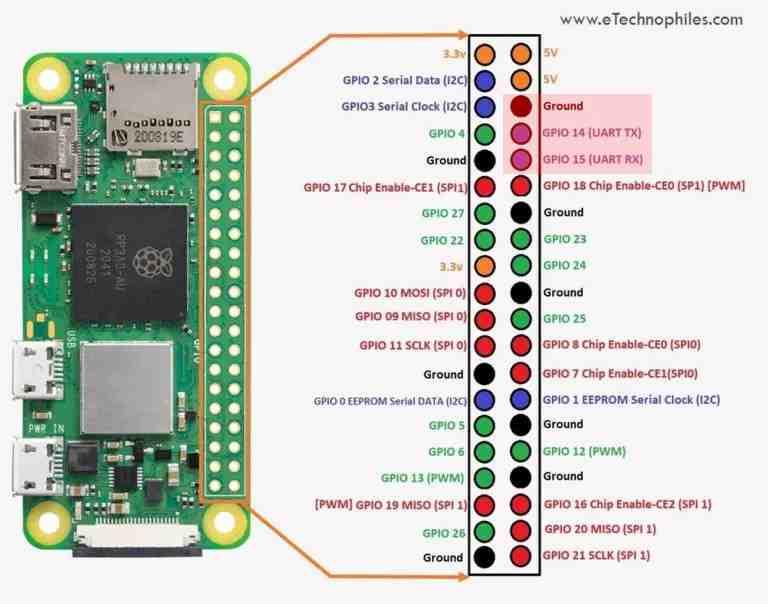 www.eTechnophiles.com
3.3v 5V
GPIO 2 Serial Data (I2C) 5V
GPIO3 Serial Clock (I2C) Ground
GPIO 4 GPIO 14 (UART TX)
Ground GPIO 15 (UART RX)
GPIO 17 Chip Enable-CE1 (SPI1) GPIO 18 Chip Enable-CE0 (SP1) [PWM]
GPIO 27 Ground
GPIO 22 GPIO 23
3.3v GPIO 24
GPIO 10 MOSI (SPI 0) Ground
GPIO 09 MISO (SPI 0) GPIO 25
GPIO 11 SCLK (SPI 0) GPIO 8 Chip Enable-CE0 (SPI0)
Ground GPIO 7 Chip Enable-CE1(SPI0)
GPIO 0 EEPROM Serial DATA (I2C) GPIO 1 EEPROM Serial Clock (I2C)
GPIO 5 Ground
GPIO 6 GPIO 12 (PWM)
GPIO 13 (PWM) Ground
[PWM] GPIO 19 MISO (SPI 1) GPIO 16 Chip Enable-CE2 (SPI 1)
GPIO 26 GPIO 20 MISO (SPI 1)
Ground GPIO 21 SCLK (SPI 1)
200819E
RP3A0-AU
2041
200826
USB
GPIO
PWR IN